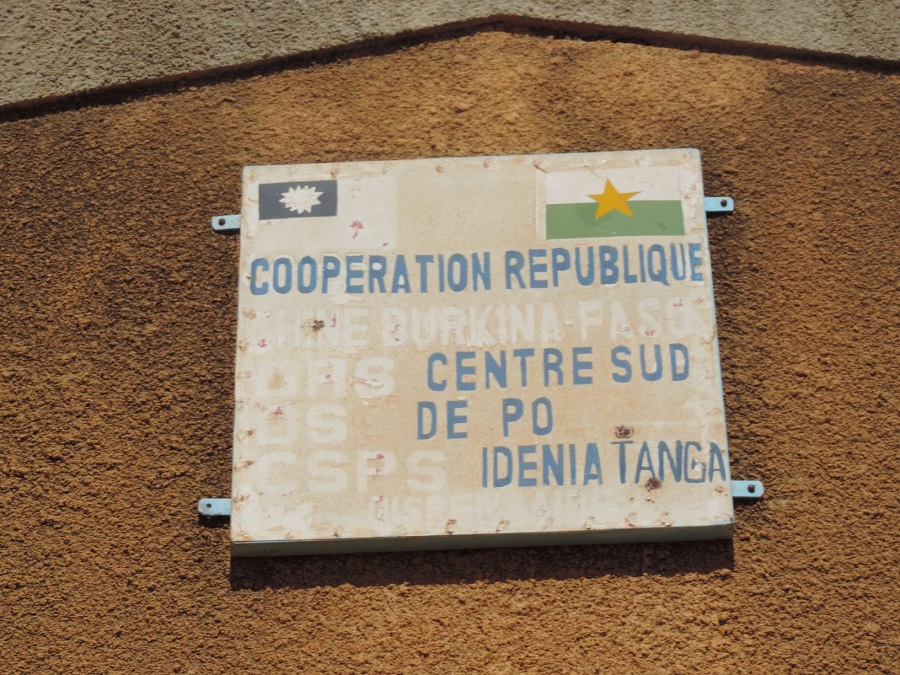 COOPERATION REPUBLIQUE
CHINE BURKINA-FASO
DRS CENTRE SUD
DS DE PO
CSPS IDENIA TANGA